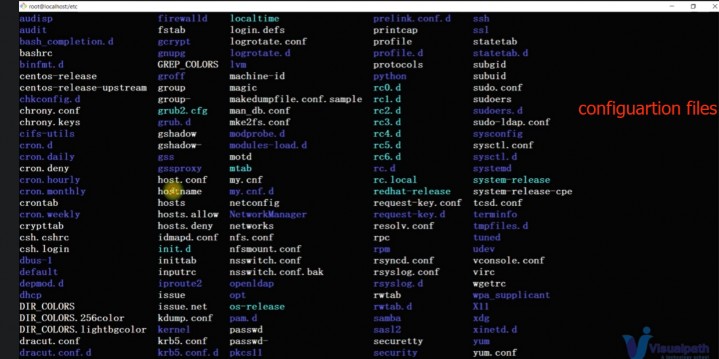 root@localhost/etc
audisp firewalld localtime prelink.conf.d ssh
audit fstab login.defs printcap ssl
bash_completion.d gcrypt logrotate.conf profile statetab
bashrc gnupg logrotate.d profile.d statetab.d
binfmt.d GREP_COLORS lvm protocols subgid
centos-release groff machine-id python subuid
centos-release-upstream group magic rc0.d sudo.conf
chkconfig.d group- makedumpfile.conf.sample rc1.d sudoers
chrony.conf grub2.cfg man_db.conf rc2.d sudoers.d
chrony.keys grub.d mke2fs.conf rc3.d sudo-ldap.conf
cifs-utils gshadow modprobe.d rc4.d sysconfig
cron.d gshadow- modules-load.d rc5.d sysctl.conf
cron.daily gss motd rc6.d sysctl.d
cron.deny gssproxy mtab rc.d systemd
cron.hourly host.conf my.cnf rc.local system-release
cron.monthly hostname my.cnf.d redhat-release system-release-cpe
crontab hosts netconfig request-key.conf tcsd.conf
cron.weekly hosts.allow NetworkManager request-key.d terminfo
crypttab hosts.deny networks resolv.conf tmpfiles.d
csh.cshrc idmapd.conf nfs.conf rpc tuned
csh.login init.d nfsmount.conf rpm udev
dbus-1 inittab nsswitch.conf rsyncd.conf vconsole.conf
default inputrc nsswitch.conf.bak rsyslog.conf virc
depmod.d iproute2 openldap rsyslog.d wgetrc
dhcp issue opt rwtab wpa_supplicant
DIR_COLORS issue.net os-release rwtab.d X11
DIR_COLORS.256color kdump.conf pam.d samba xdg
DIR_COLORS.lightbgcolor kernel passwd sasl2 xinetd.d
dracut.conf krb5.conf passwd- securetty yum
dracut.conf.d krb5.conf.d pkcs11 security yum.conf
configuartion files
Visualpath